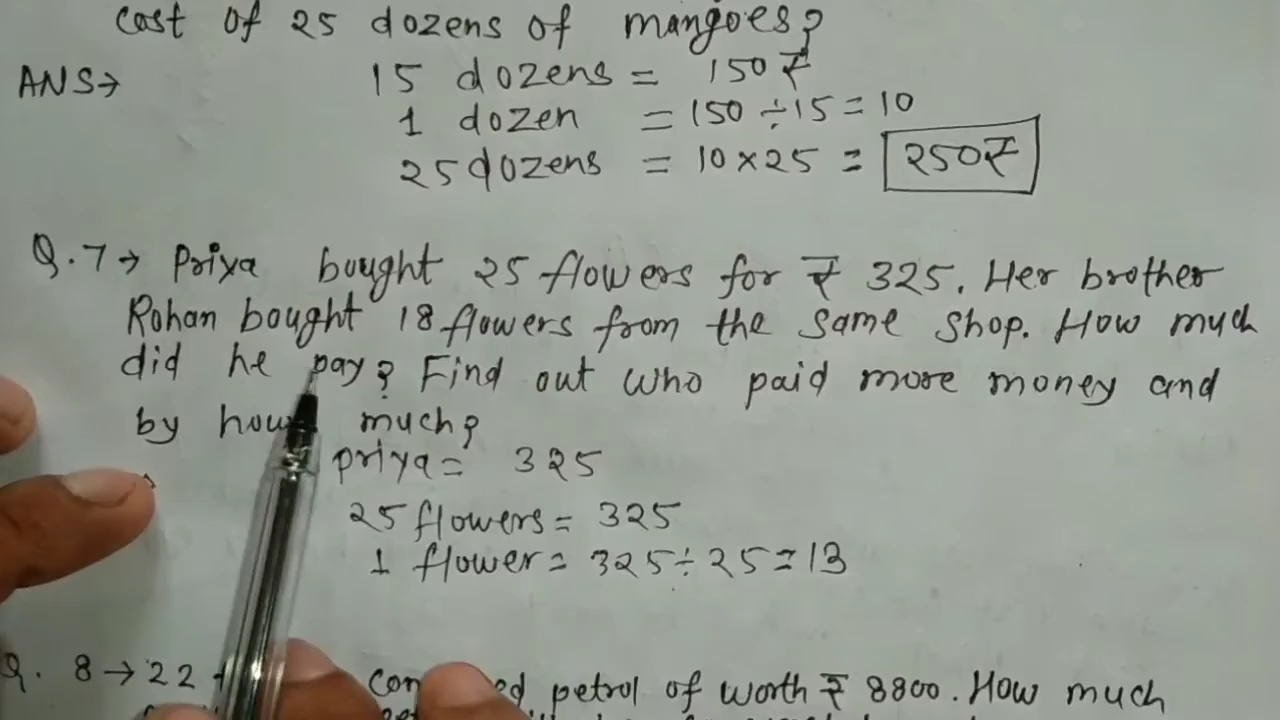 cost of 25 dozens of mangoes?
ANS→ 15 dozens = 150 ₹
1 dozen = 150 ÷ 15 = 10
25 dozens = 10 × 25 = 250₹
Q.7→ Priya bought 25 flowers for ₹ 325. Her brother
Rohan bought 18 flowers from the same shop. How much
did he pay? Find out who paid more money and
by how much?
priya = 325
25 flowers = 325
1 flower = 325 ÷ 25 = 13
Q. 8→ 22 petrol of worth ₹ 8800. How much